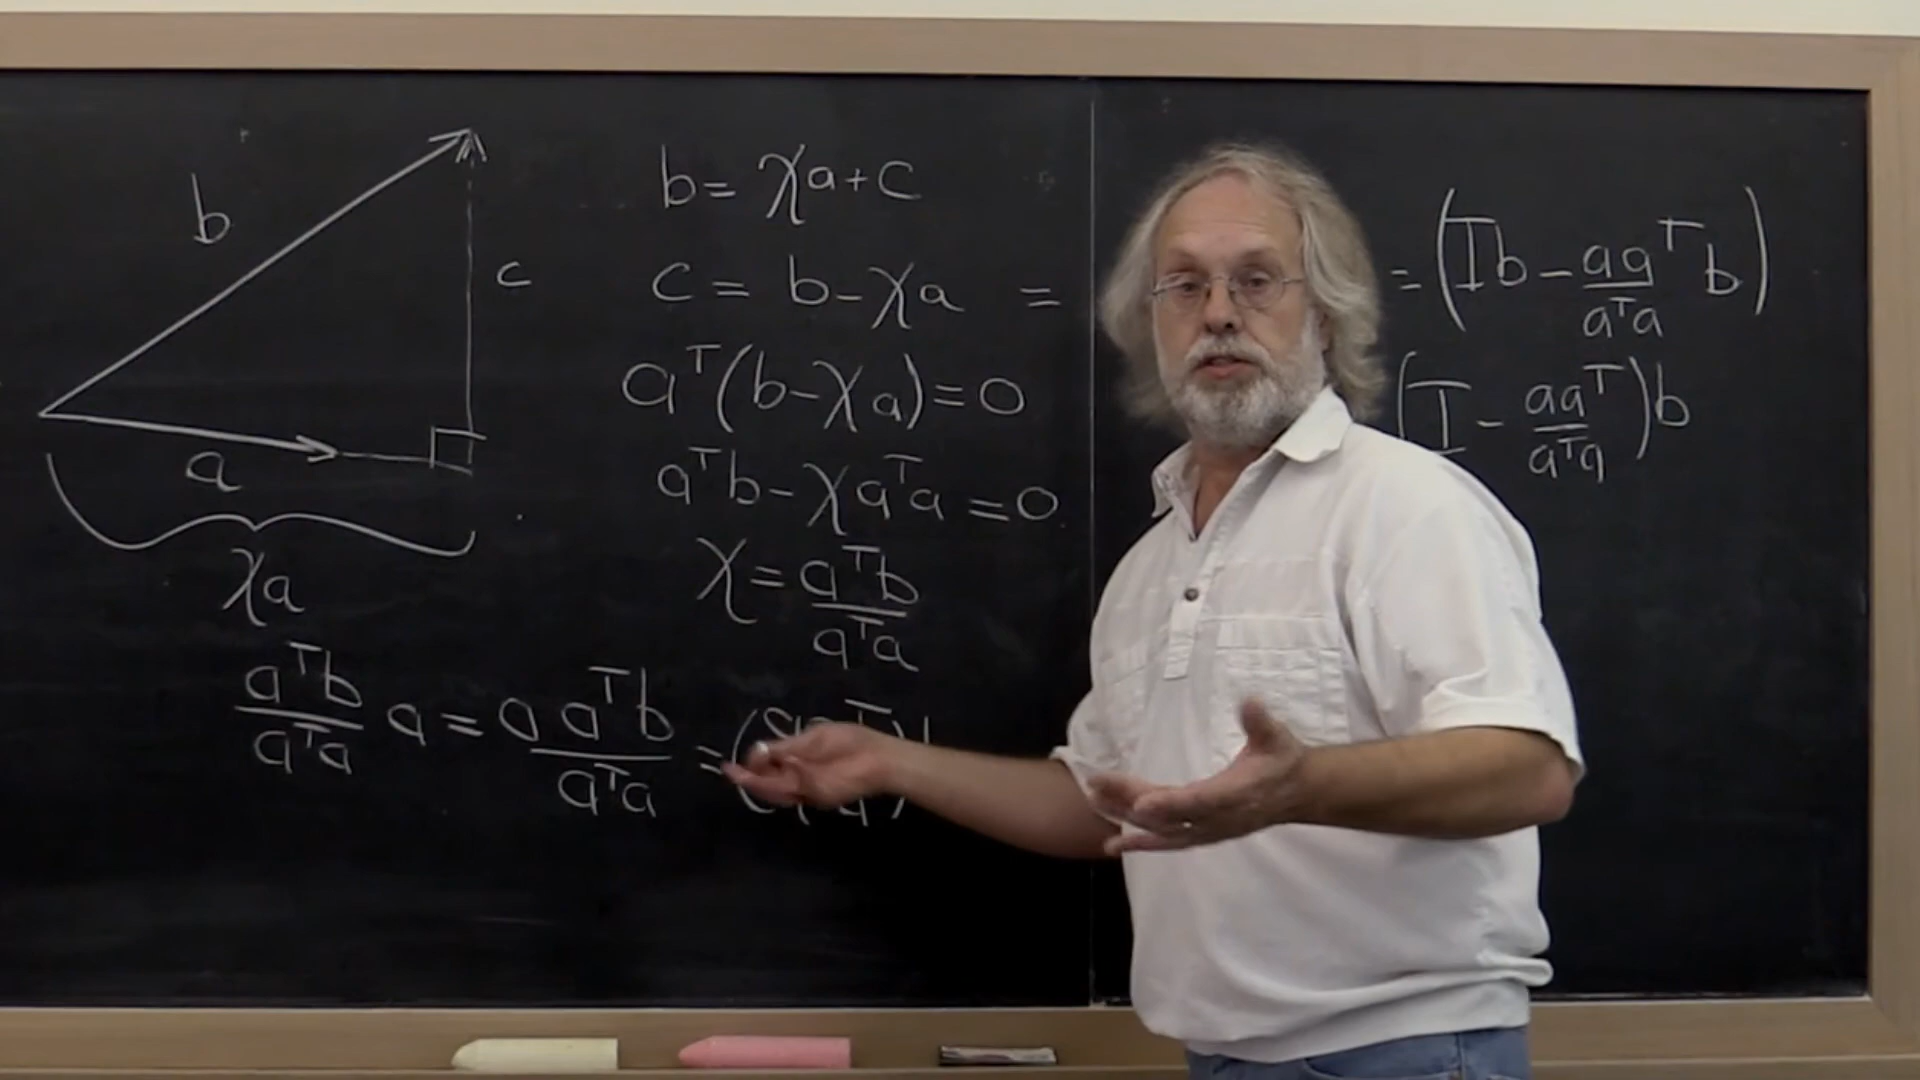 b
c
a
χa
b = χa + c
c = b - χa =
aᵀ(b - χa) = 0
aᵀb - χaᵀa = 0
χ = aᵀb / aᵀa
aᵀb / aᵀa a = a aᵀb / aᵀa = (
= (Ib - aaᵀ / aᵀa b)
(I - aaᵀ / aᵀa)b